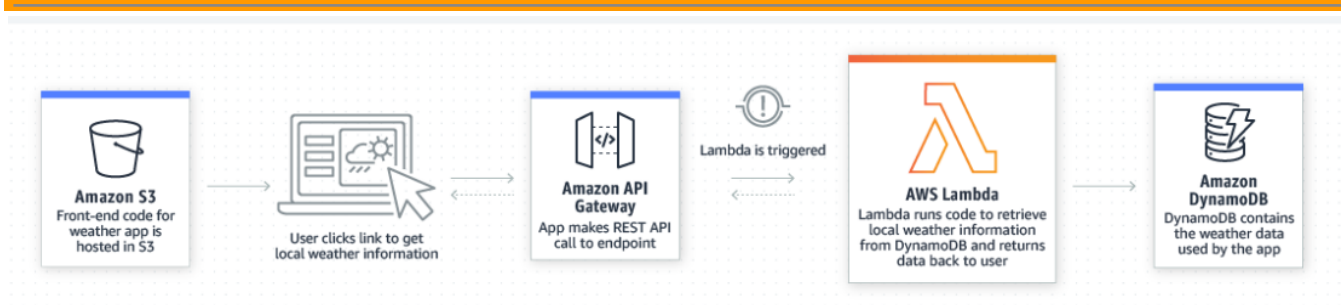 Amazon S3
Front-end code for
weather app is
hosted in S3
User clicks link to get
local weather information
</>
Amazon API
Gateway
App makes REST API
call to endpoint
Lambda is triggered
AWS Lambda
Lambda runs code to retrieve
local weather information
from DynamoDB and returns
data back to user
Amazon
DynamoDB
DynamoDB contains
the weather data
used by the app